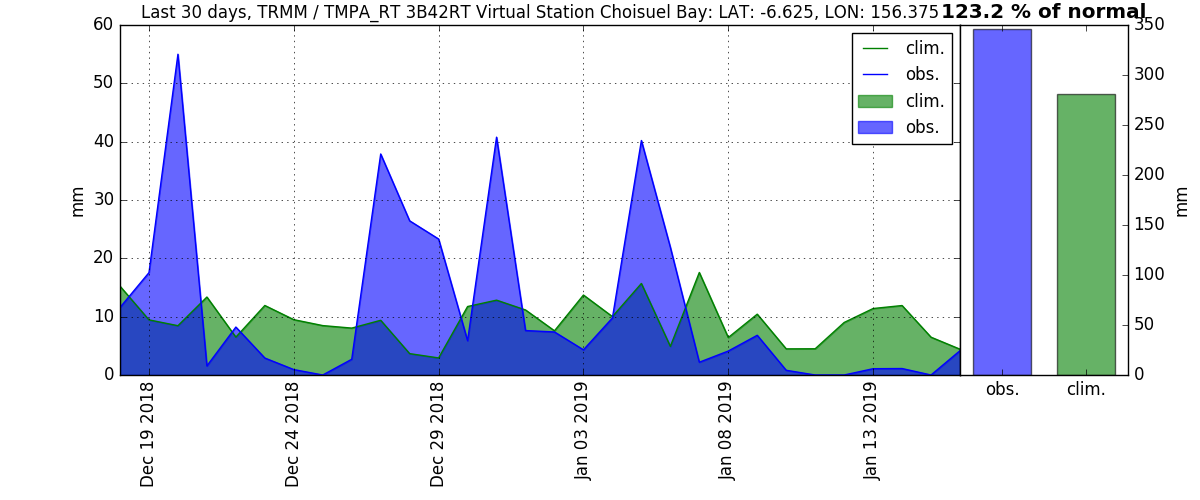 Last 30 days, TRMM / TMPA_RT 3B42RT Virtual Station Choisuel Bay: LAT: -6.625, LON: 156.375
123.2 % of normal
60
50
40
30
20
10
0
mm
clim.
obs.
clim.
obs.
Dec 19 2018
Dec 24 2018
Dec 29 2018
Jan 03 2019
Jan 08 2019
Jan 13 2019
350
300
250
200
150
100
50
0
mm
obs.
clim.